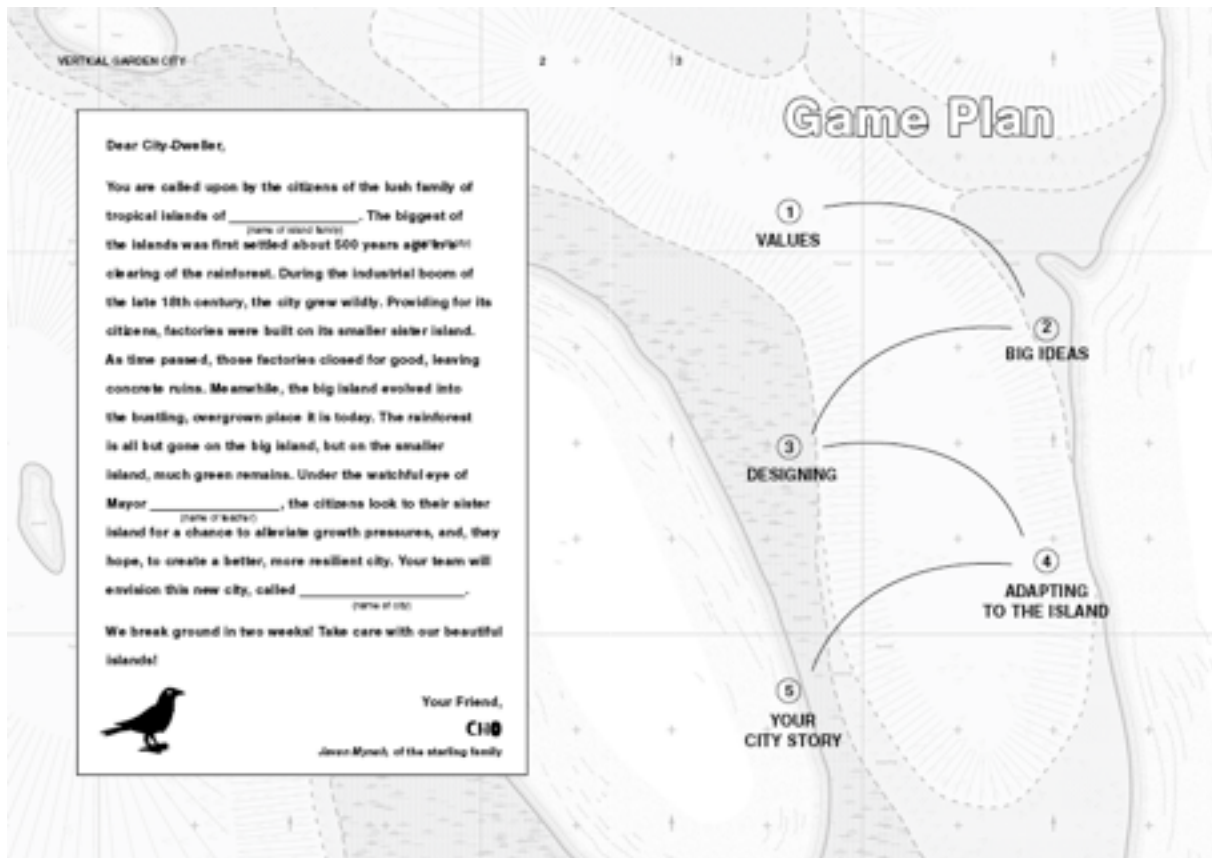 VERTICAL GARDEN CITY
2
3
Dear City-Dweller,
You are called upon by the citizens of the lush family of
tropical islands of ____________________. The biggest of
(name of island family)
the islands was first settled about 500 years ago in a
clearing of the rainforest. During the industrial boom of
the late 18th century, the city grew wildly. Providing for its
citizens, factories were built on its smaller sister island.
As time passed, those factories closed for good, leaving
concrete ruins. Meanwhile, the big island evolved into
the bustling, overgrown place it is today. The rainforest
is all but gone on the big island, but on the smaller
island, much green remains. Under the watchful eye of
Mayor ____________________, the citizens look to their sister
(name of teacher)
island for a chance to alleviate growth pressures, and, they
hope, to create a better, more resilient city. Your team will
envision this new city, called _________________________.
(name of city)
We break ground in two weeks! Take care with our beautiful
islands!
Your Friend,
CHO
of the starling family
Game Plan
1
VALUES
2
BIG IDEAS
3
DESIGNING
4
ADAPTING
TO THE ISLAND
5
YOUR
CITY STORY